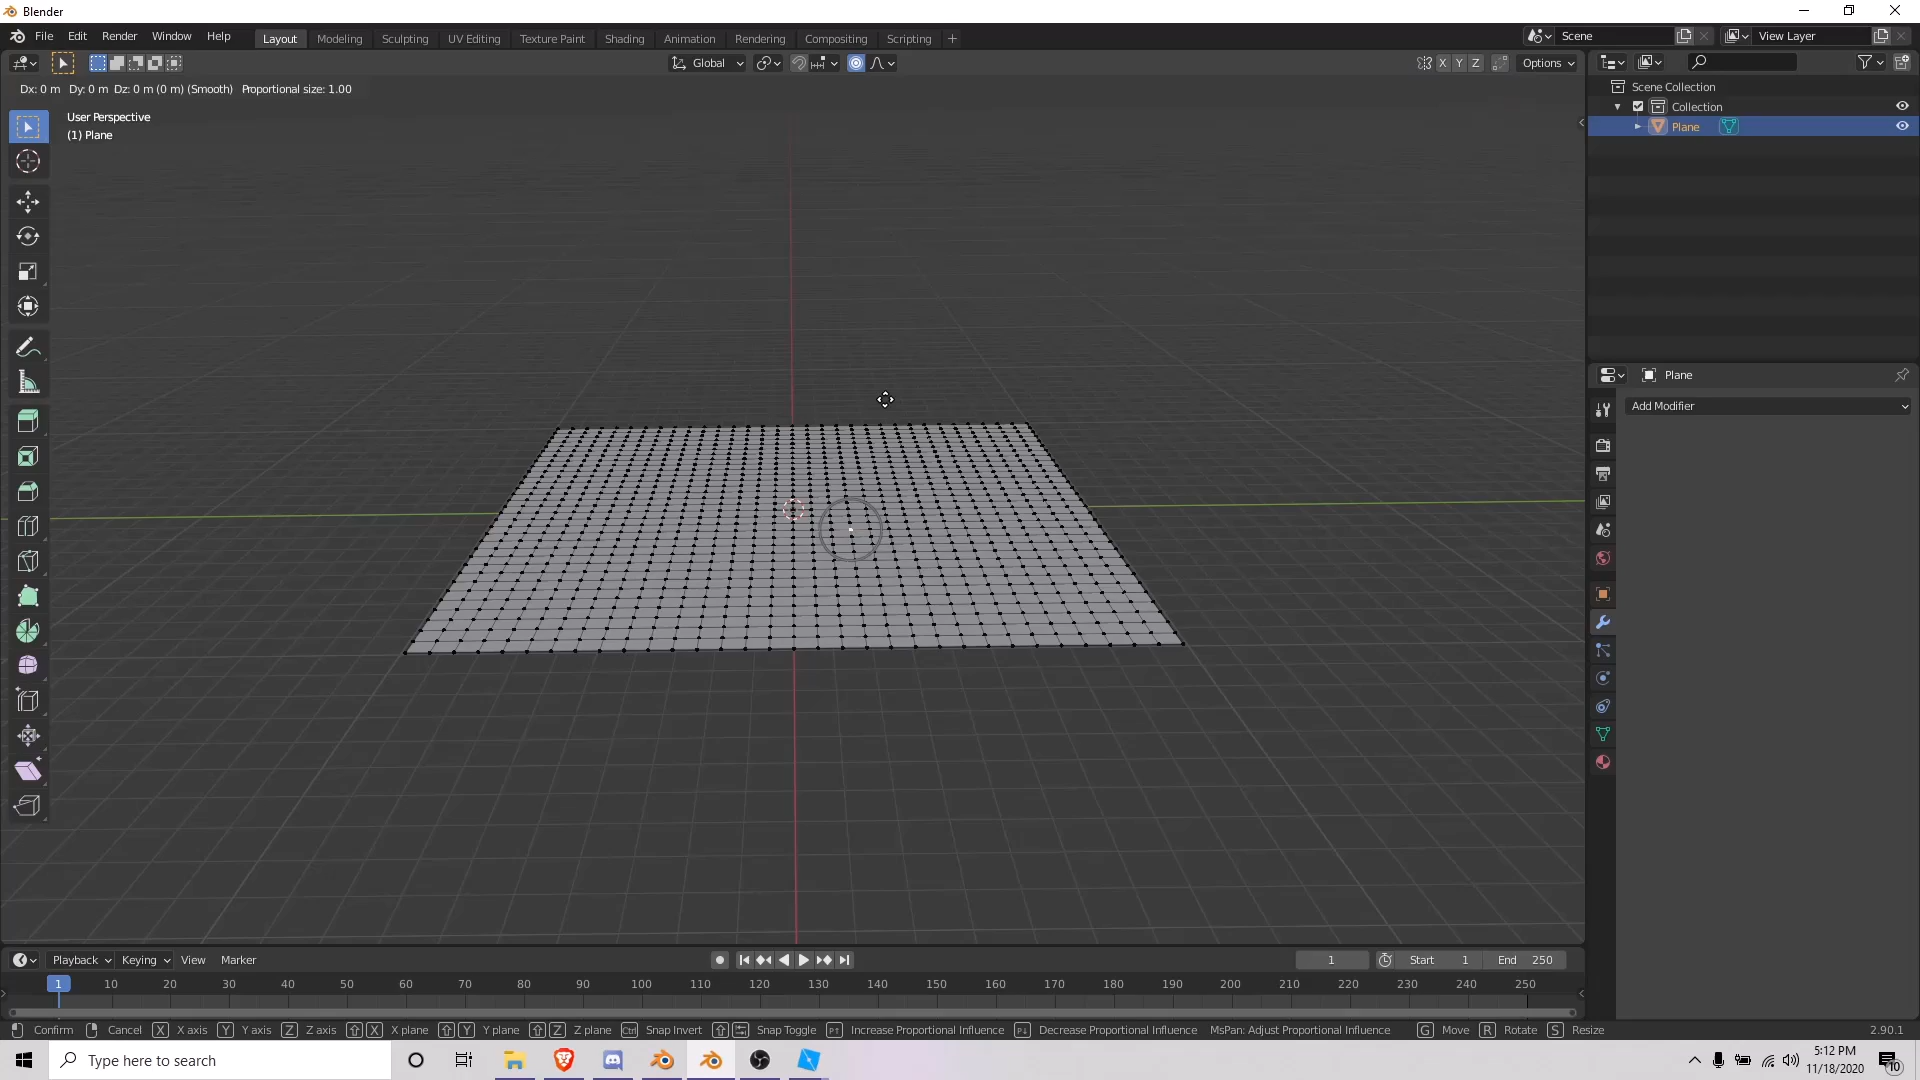 Blender
File Edit Render Window Help Layout Modeling Sculpting UV Editing Texture Paint Shading Animation Rendering Compositing Scripting + Scene View Layer
Global X Y Z Options
Dx: 0 m Dy: 0 m Dz: 0 m (0 m) (Smooth) Proportional size: 1.00
Scene Collection
Collection
Plane
User Perspective
(1) Plane
Plane
Add Modifier
Playback Keying View Marker 1 Start 1 End 250
1 10 20 30 40 50 60 70 80 90 100 110 120 130 140 150 160 170 180 190 200 210 220 230 240 250
Confirm Cancel X X axis Y Y axis Z Z axis X X plane Y Y plane Z Z plane Ctrl Snap Invert Snap Toggle Increase Proportional Influence Decrease Proportional Influence MsPan: Adjust Proportional Influence G Move R Rotate S Resize 2.90.1
Type here to search
5:12 PM
11/18/2020
10